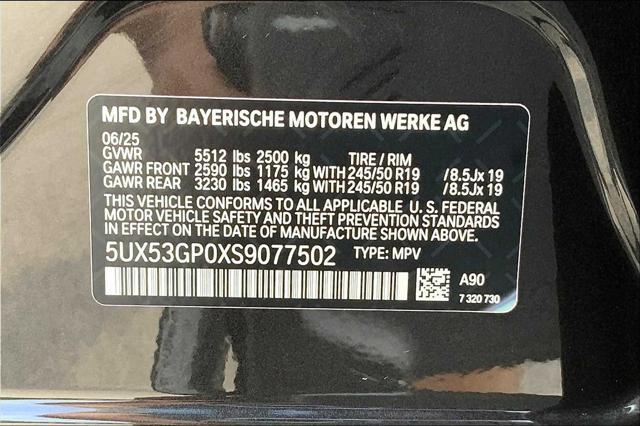 MFD BY BAYERISCHE MOTOREN WERKE AG
06/25
GVWR 5512 lbs 2500 kg TIRE / RIM
GAWR FRONT 2590 lbs 1175 kg WITH 245/50 R19 /8.5Jx 19
GAWR REAR 3230 lbs 1465 kg WITH 245/50 R19 /8.5Jx 19
THIS VEHICLE CONFORMS TO ALL APPLICABLE U. S. FEDERAL
MOTOR VEHICLE SAFETY AND THEFT PREVENTION STANDARDS
IN EFFECT ON THE DATE OF MANUFACTURE SHOWN ABOVE.
5UX53GP0XS9077502 TYPE: MPV
A90
7 320 730